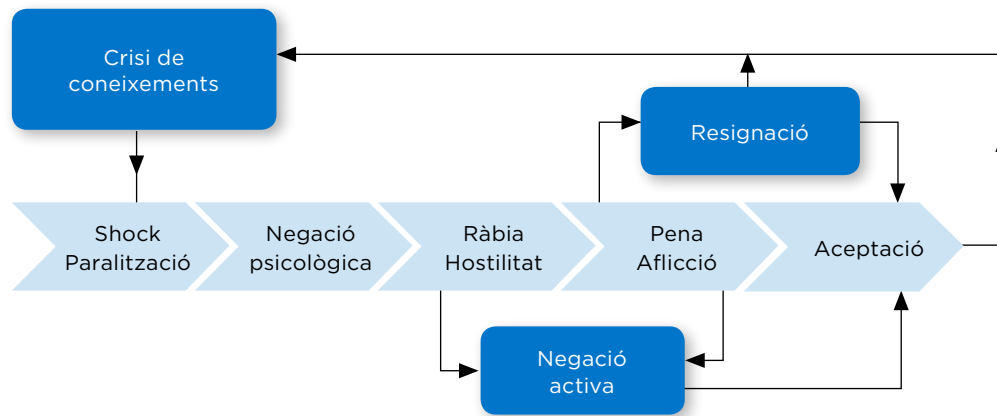 Crisi de
coneixements
Resignació
Shock
Paralització
Negació
psicològica
Ràbia
Hostilitat
Pena
Aflicció
Aceptació
Negació
activa